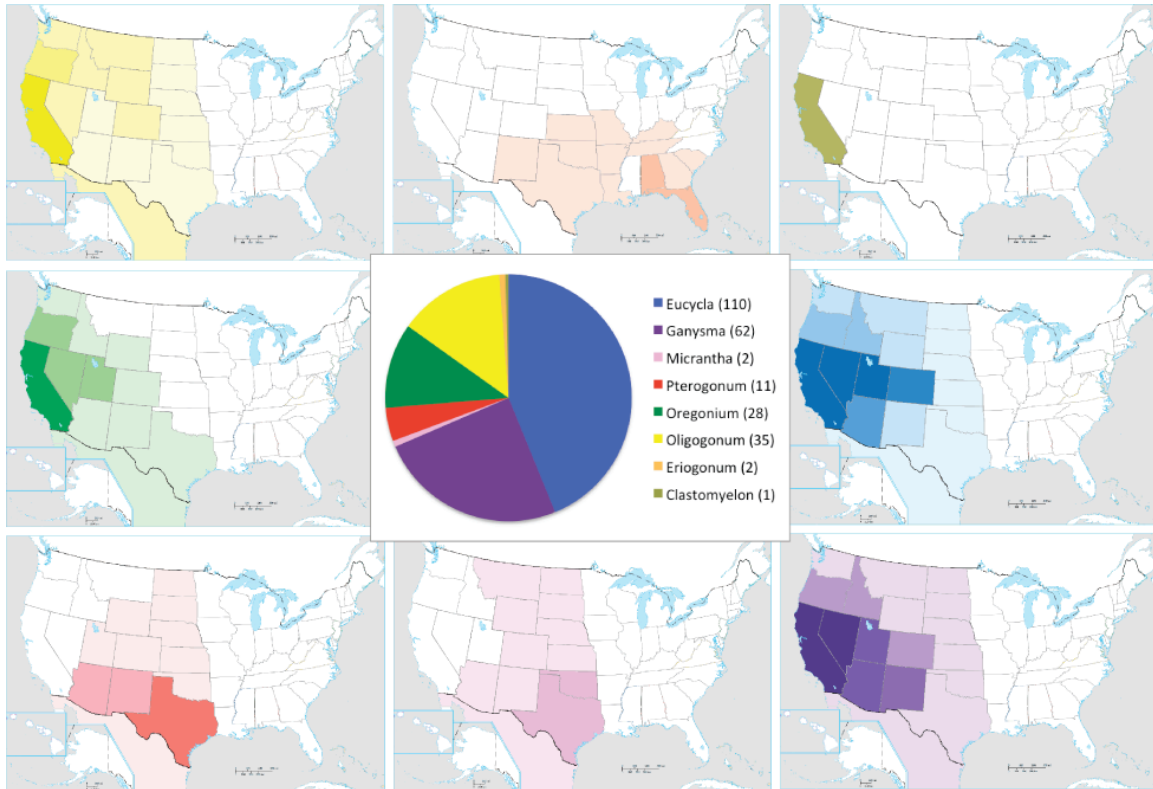 Eucycla (110)
Ganysma (62)
Micrantha (2)
Pterogonum (11)
Oregonium (28)
Oligogonum (35)
Eriogonum (2)
Clastomyelon (1)